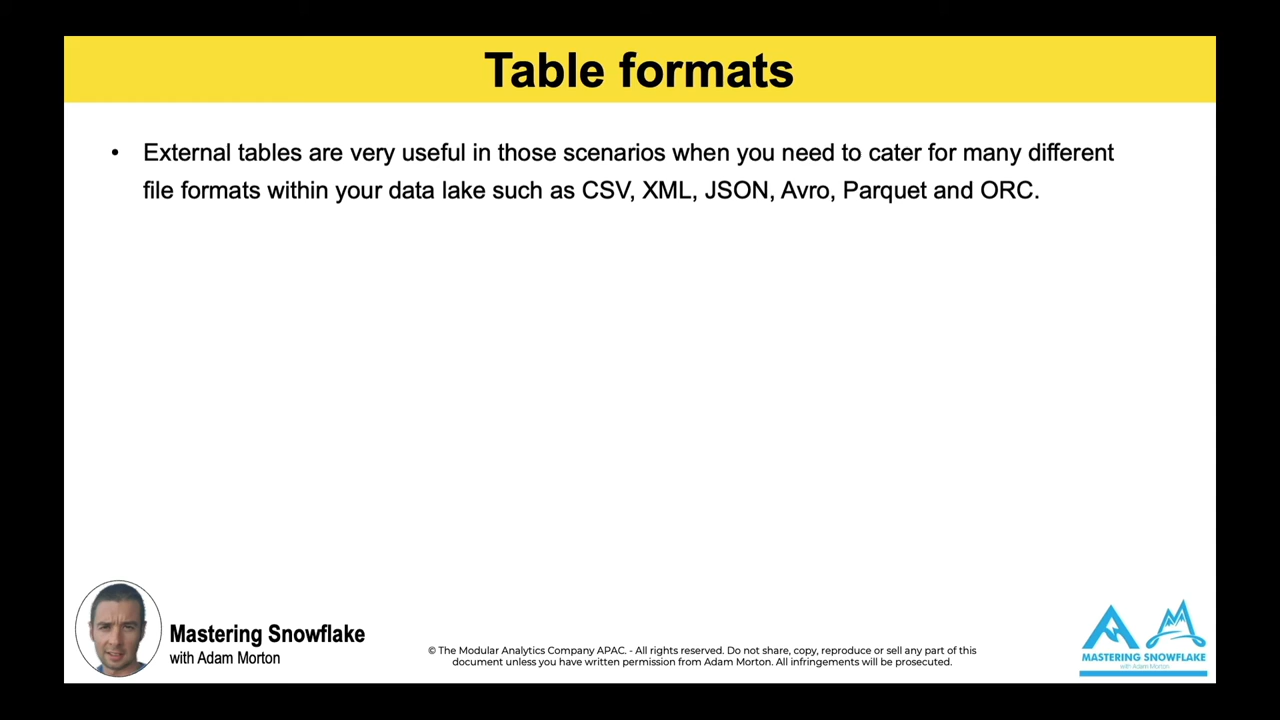 Table formats
• External tables are very useful in those scenarios when you need to cater for many different
file formats within your data lake such as CSV, XML, JSON, Avro, Parquet and ORC.
Mastering Snowflake
with Adam Morton
© The Modular Analytics Company APAC. - All rights reserved. Do not share, copy, reproduce or sell any part of this
document unless you have written permission from Adam Morton. All infringements will be prosecuted.
MASTERING SNOWFLAKE
with Adam Morton